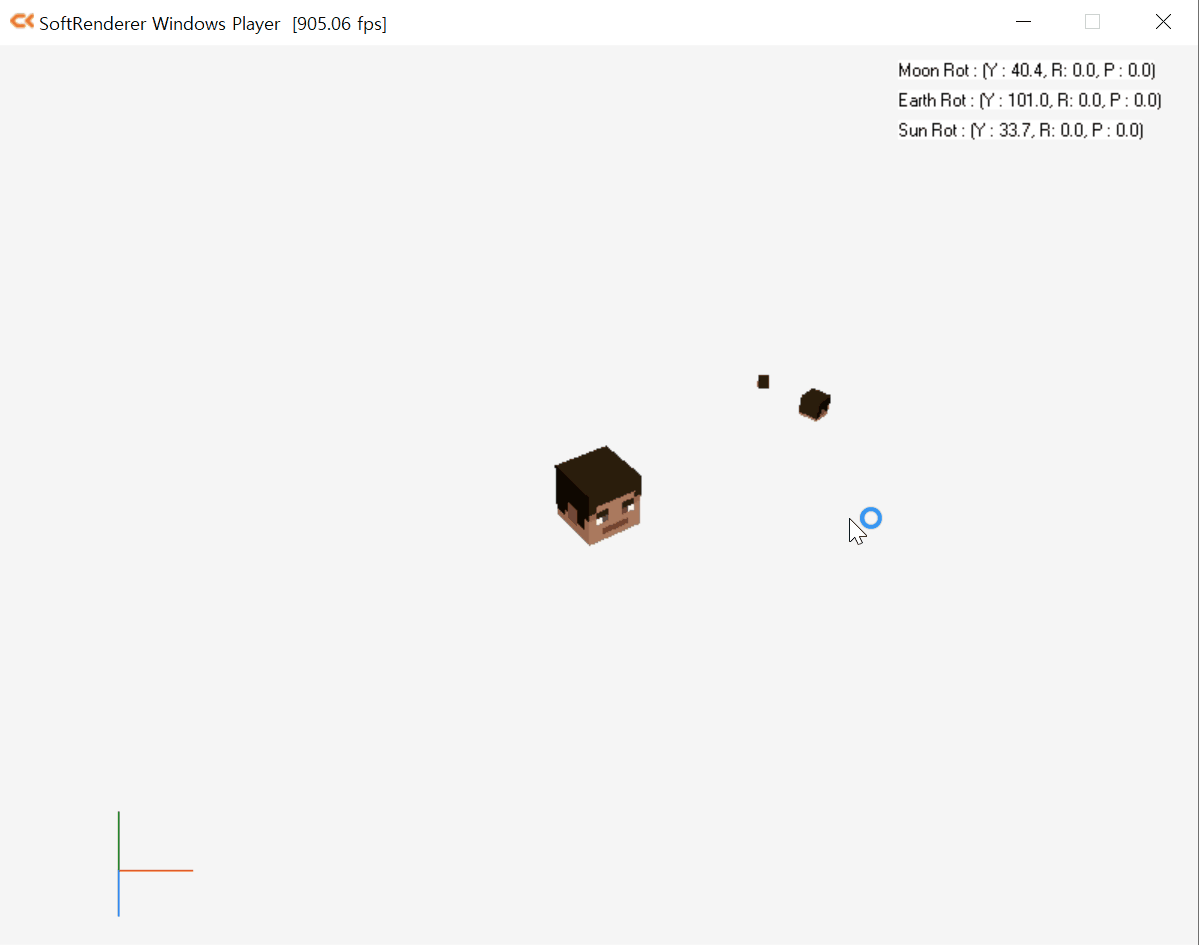 SoftRenderer Windows Player [905.06 fps]
Moon Rot : (Y : 40.4, R: 0.0, P : 0.0)
Earth Rot : (Y : 101.0, R: 0.0, P : 0.0)
Sun Rot : (Y : 33.7, R: 0.0, P : 0.0)